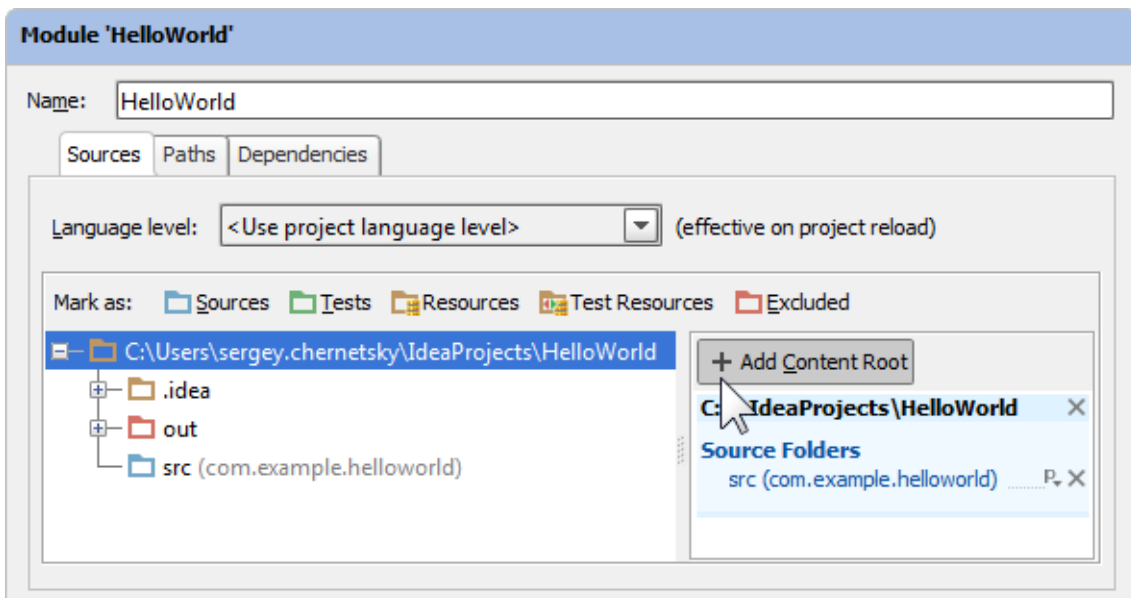 Module 'HelloWorld'
Name: HelloWorld
Sources Paths Dependencies
Language level: <Use project language level> (effective on project reload)
Mark as: Sources Tests Resources Test Resources Excluded
C:\Users\sergey.chernetsky\IdeaProjects\HelloWorld
.idea
out
src (com.example.helloworld)
+ Add Content Root
C: IdeaProjects\HelloWorld
Source Folders
src (com.example.helloworld) P